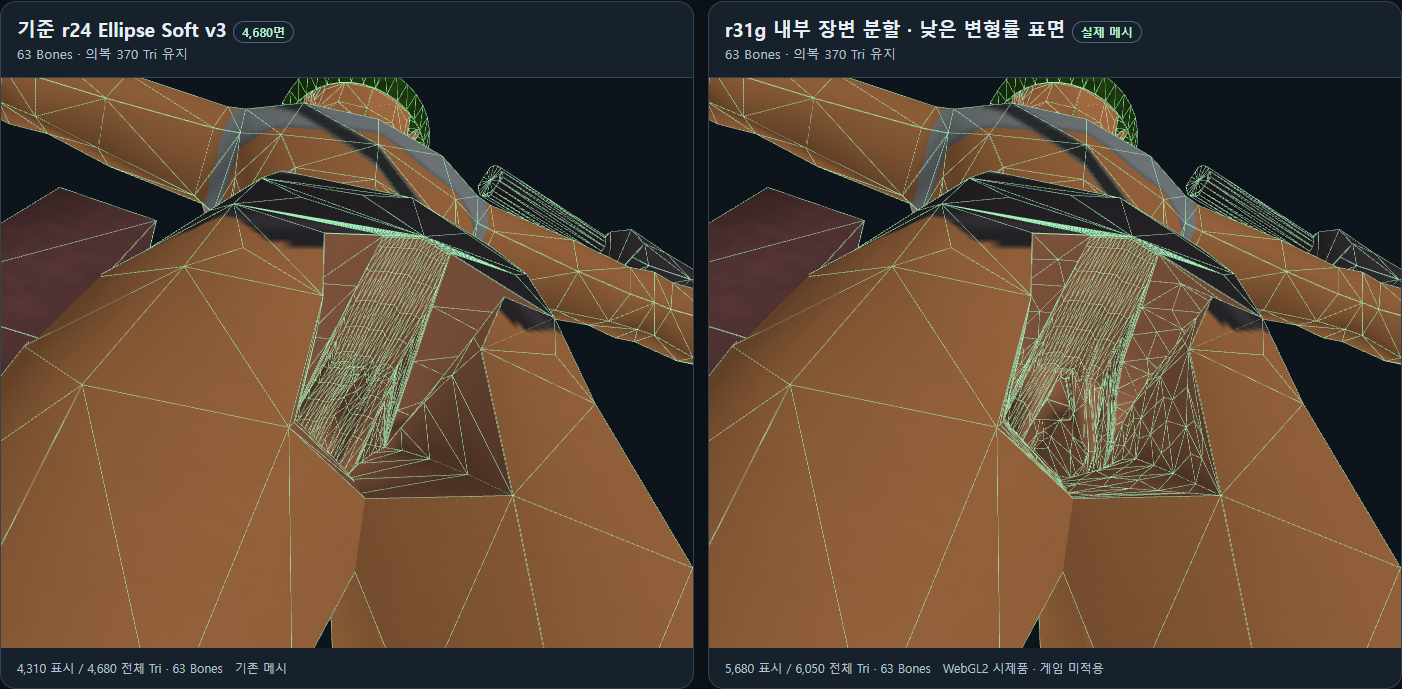 기준 r24 Ellipse Soft v3 4,680면
63 Bones · 의복 370 Tri 유지
r31g 내부 장변 분할 · 낮은 변형률 표면 실제 메시
63 Bones · 의복 370 Tri 유지
4,310 표시 / 4,680 전체 Tri · 63 Bones 기존 메시
5,680 표시 / 6,050 전체 Tri · 63 Bones WebGL2 시제품 · 게임 미적용